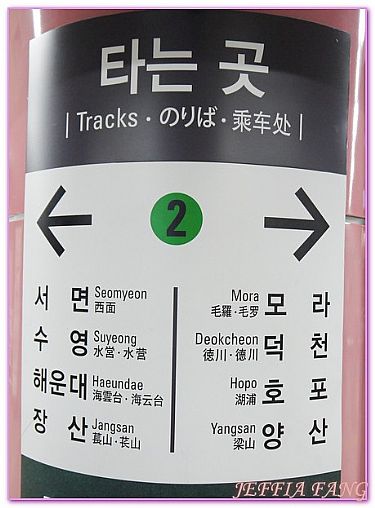 타는 곳
| Tracks · のりば · 乘车处 |
← 2 →
서 면 Seomyeon 西面
수 영 Suyeong 水営 · 水营
해운대 Haeundae 海雲台 · 海云台
장 산 Jangsan 萇山 · 苌山
Mora 毛羅 · 毛罗 모 라
Deokcheon 徳川 · 德川 덕 천
Hopo 湖浦 호 포
Yangsan 梁山 양 산
JEFFIA FANG